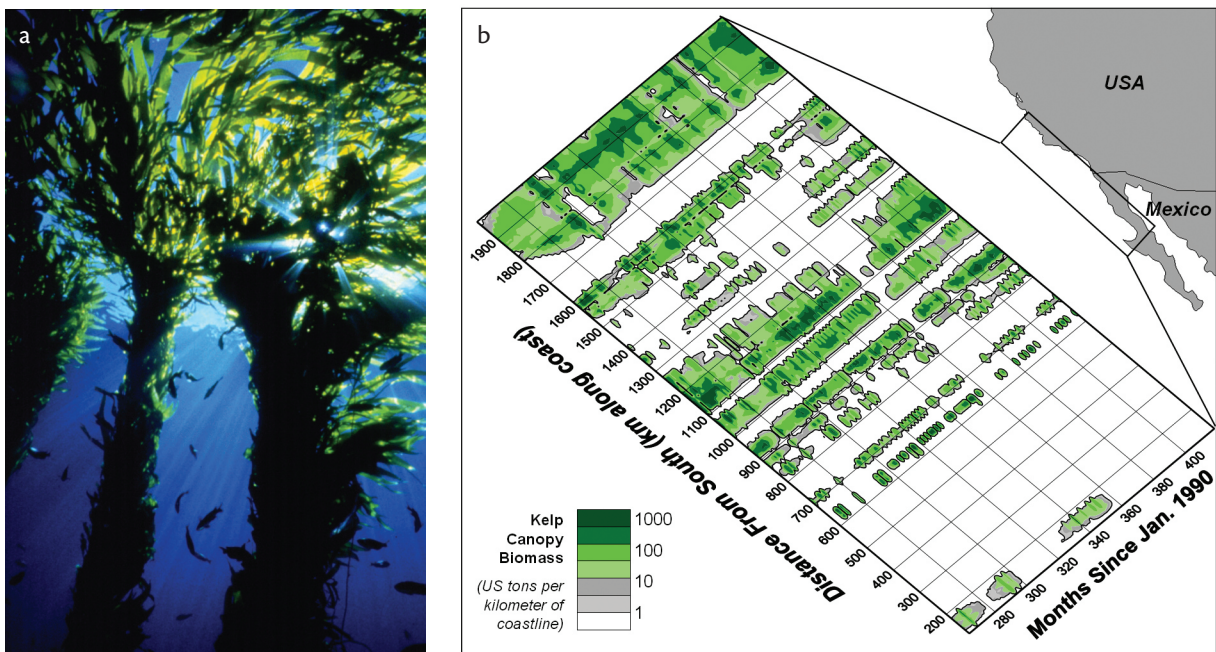 a
b
USA
Mexico
1900
1800
1700
1600
1500
1400
1300
1200
1100
1000
900
800
700
600
500
400
300
200
Distance From South (km along coast)
280
300
320
340
360
380
400
Months Since Jan. 1990
Kelp
Canopy
Biomass
(US tons per
kilometer of
coastline)
1000
100
10
1